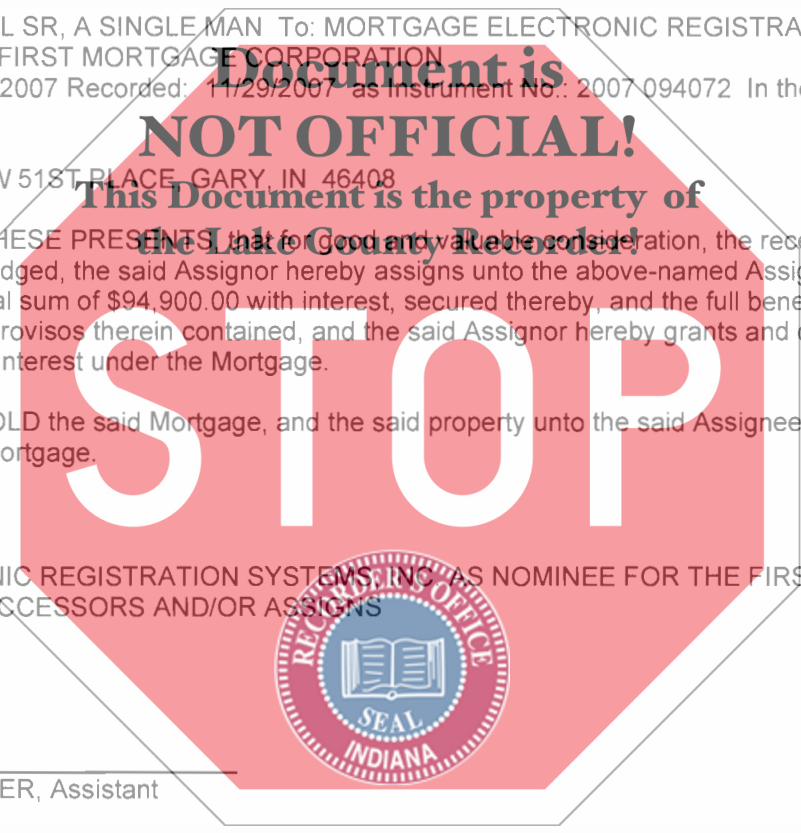 L SR, A SINGLE MAN To: MORTGAGE ELECTRONIC REGISTRA
FIRST MORTGAGE CORPORATION
Document is
2007 Recorded: 11/29/2007 as Instrument No.: 2007 094072 In the
NOT OFFICIAL!
W 51ST PLACE, GARY, IN 46408
This Document is the property of
the Lake County Recorder!
HESE PRESENTS, that for good and valuable consideration, the rece
dged, the said Assignor hereby assigns unto the above-named Assig
al sum of $94,900.00 with interest, secured thereby, and the full bene
rovisos therein contained, and the said Assignor hereby grants and
nterest under the Mortgage.
STOP
OLD the said Mortgage, and the said property unto the said Assignee
ortgage.
NIC REGISTRATION SYSTEMS, INC. AS NOMINEE FOR THE FIRS
CCESSORS AND/OR ASSIGNS
RECORDER'S OFFICE
SEAL
INDIANA
ER, Assistant